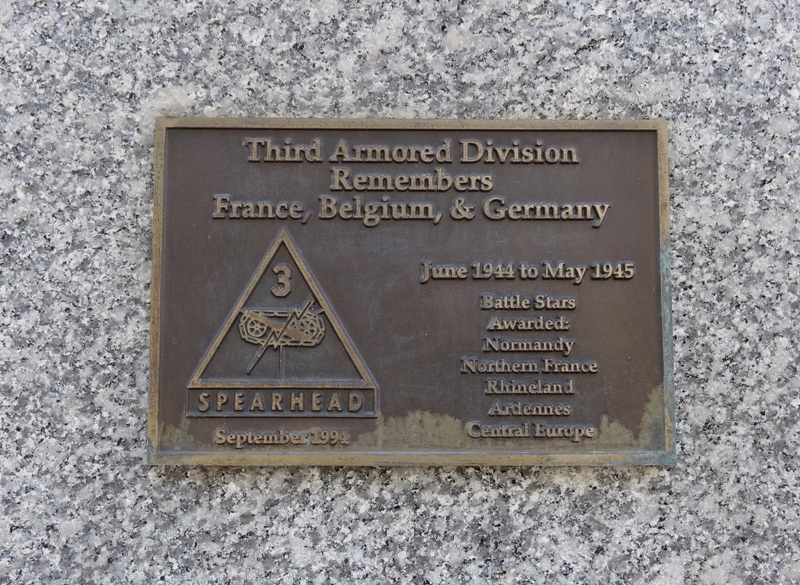 Third Armored Division
Remembers
France, Belgium, & Germany
3
SPEARHEAD
September 1994
June 1944 to May 1945
Battle Stars
Awarded:
Normandy
Northern France
Rhineland
Ardennes
Central Europe